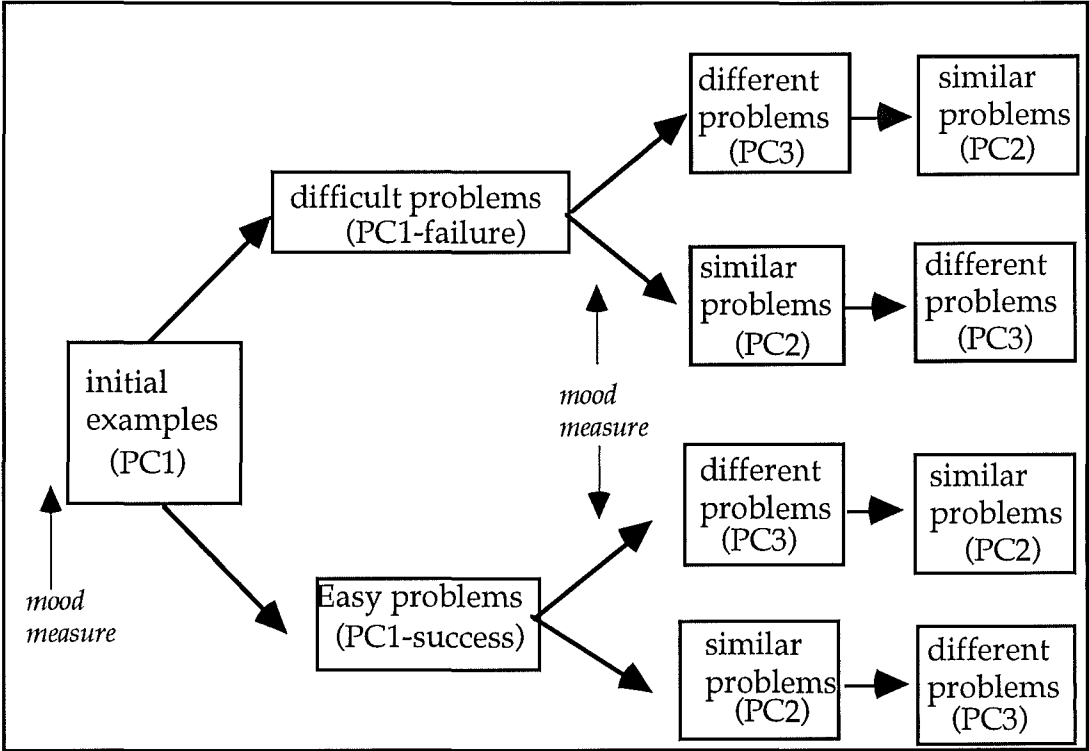 initial
examples
(PC1)
mood
measure
difficult problems
(PC1-failure)
Easy problems
(PC1-success)
mood
measure
different
problems
(PC3)
similar
problems
(PC2)
similar
problems
(PC2)
different
problems
(PC3)
different
problems
(PC3)
similar
problems
(PC2)
similar
problems
(PC2)
different
problems
(PC3)